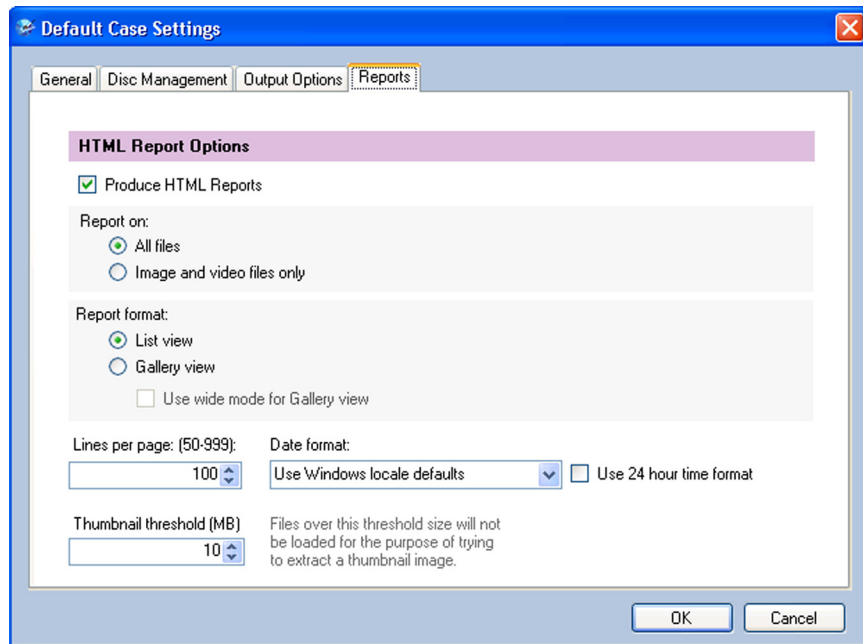 Default Case Settings
General
Disc Management
Output Options
Reports
HTML Report Options
Produce HTML Reports
Report on:
All files
Image and video files only
Report format:
List view
Gallery view
Use wide mode for Gallery view
Lines per page: (50-999):
Date format:
100
Use Windows locale defaults
Use 24 hour time format
Thumbnail threshold (MB)
10
Files over this threshold size will not
be loaded for the purpose of trying
to extract a thumbnail image.
OK
Cancel